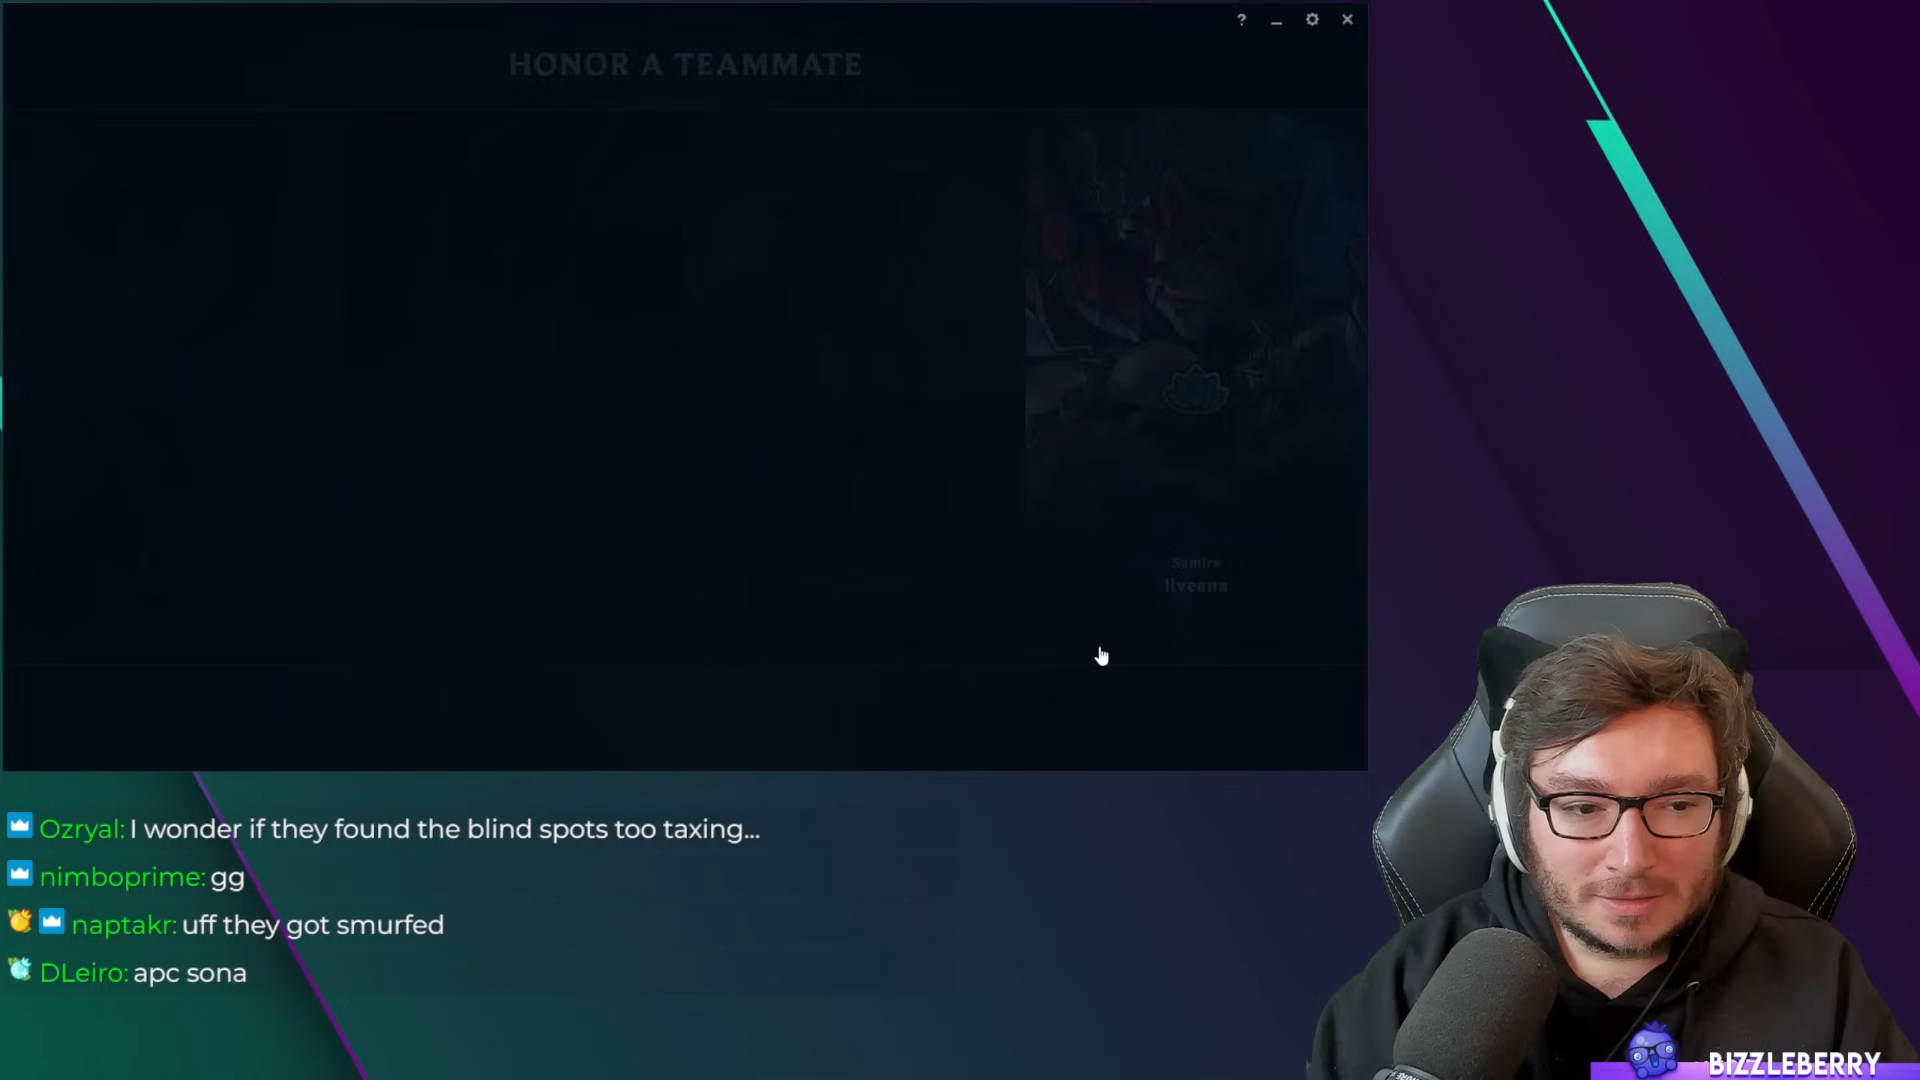 ?
HONOR A TEAMMATE
Samira
Ilveana
Ozryal: I wonder if they found the blind spots too taxing...
nimboprime: gg
naptakr: uff they got smurfed
DLeiro: apc sona
BIZZLEBERRY